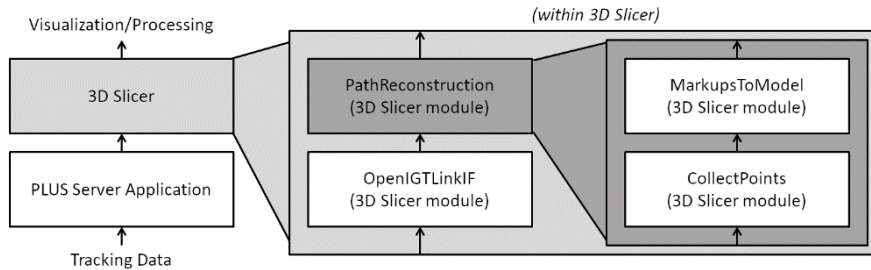 Visualization/Processing
3D Slicer
PLUS Server Application
Tracking Data
(within 3D Slicer)
PathReconstruction
(3D Slicer module)
OpenIGTLinkIF
(3D Slicer module)
MarkupsToModel
(3D Slicer module)
CollectPoints
(3D Slicer module)